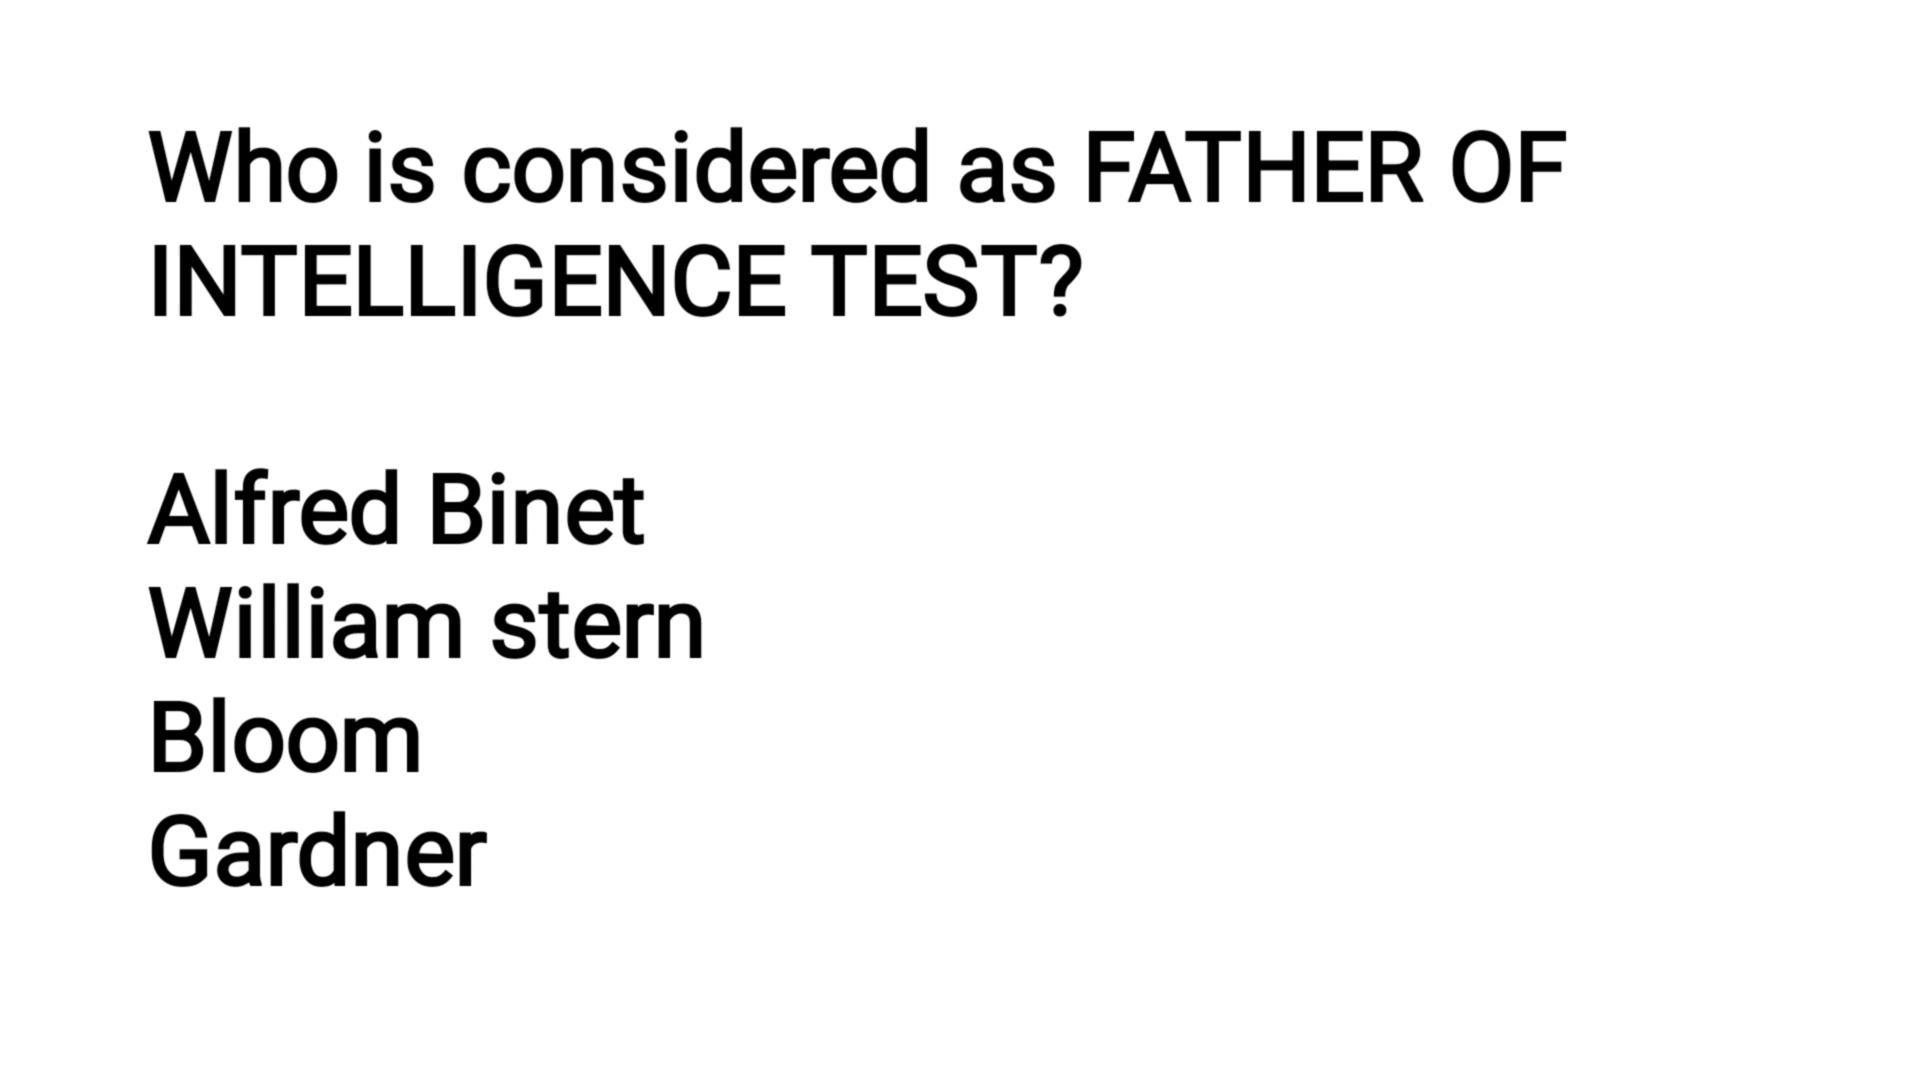 Who is considered as FATHER OF
INTELLIGENCE TEST?
Alfred Binet
William stern
Bloom
Gardner